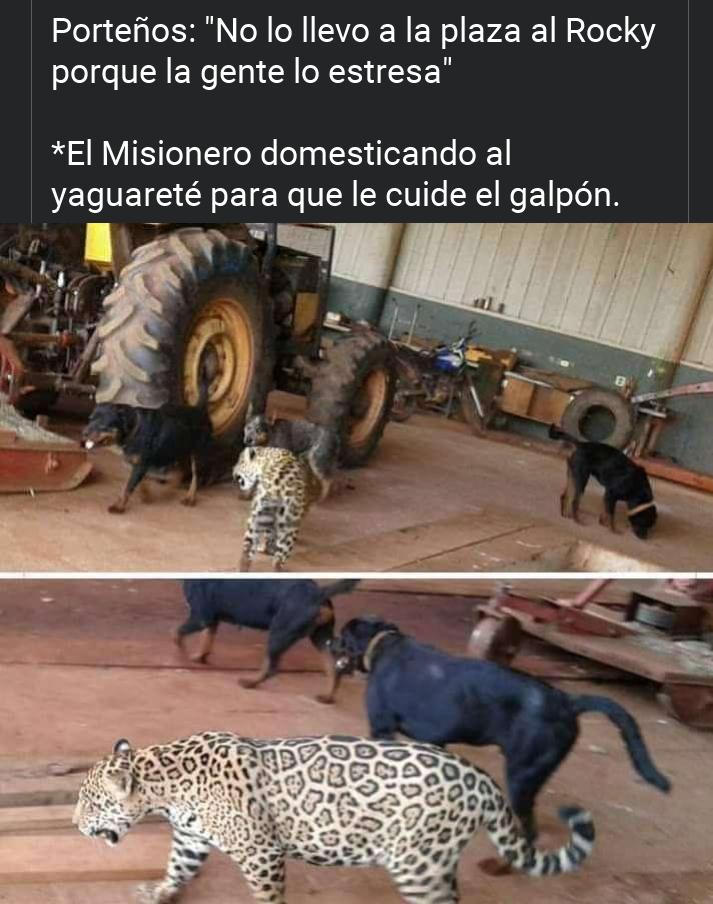 Porteños: "No lo llevo a la plaza al Rocky
porque la gente lo estresa"
*El Misionero domesticando al
yaguareté para que le cuide el galpón.